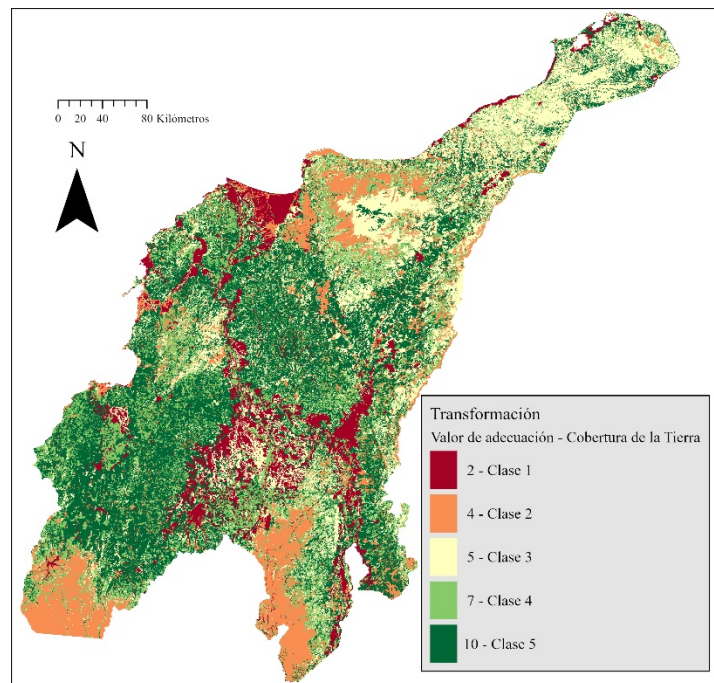 0 20 40 80 Kilómetros
N
Transformación
Valor de adecuación - Cobertura de la Tierra
2 - Clase 1
4 - Clase 2
5 - Clase 3
7 - Clase 4
10 - Clase 5